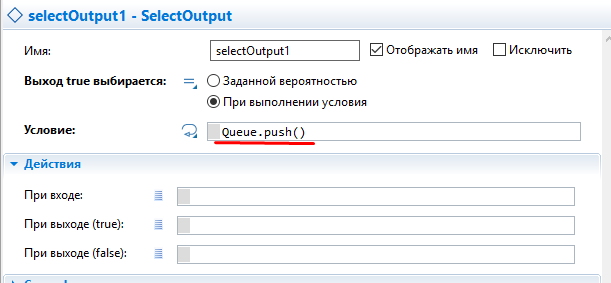 selectOutput1 - SelectOutput
Имя: selectOutput1 Отображать имя Исключить
Выход true выбирается: Заданной вероятностью
При выполнении условия
Условие: Queue.push()
Действия
При входе:
При выходе (true):
При выходе (false):